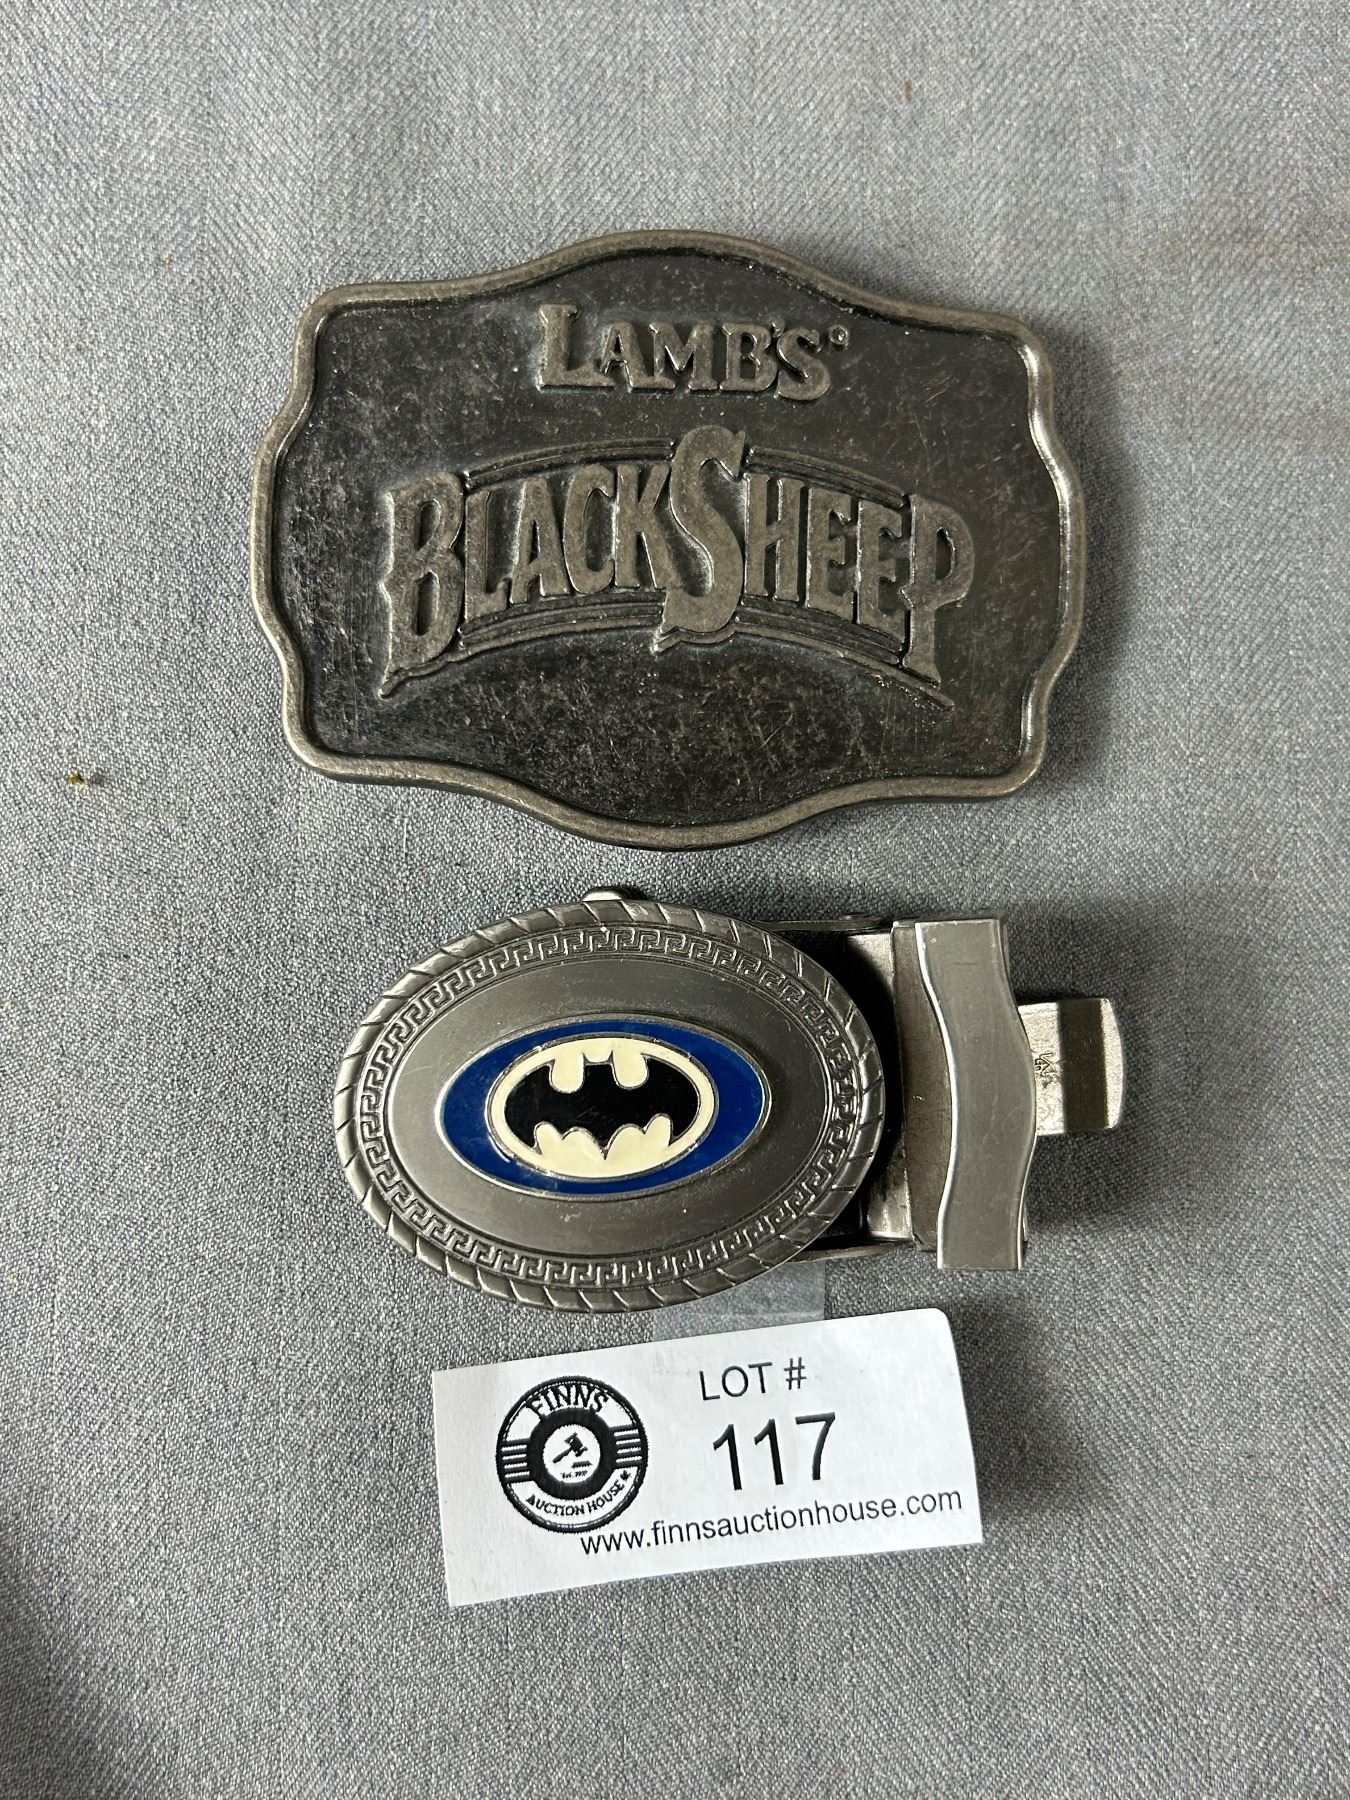 LAMB'S®
BLACKSHEEP
LOT #
FINNS
117
AUCTION HOUSE
www.finnsauctionhouse.com